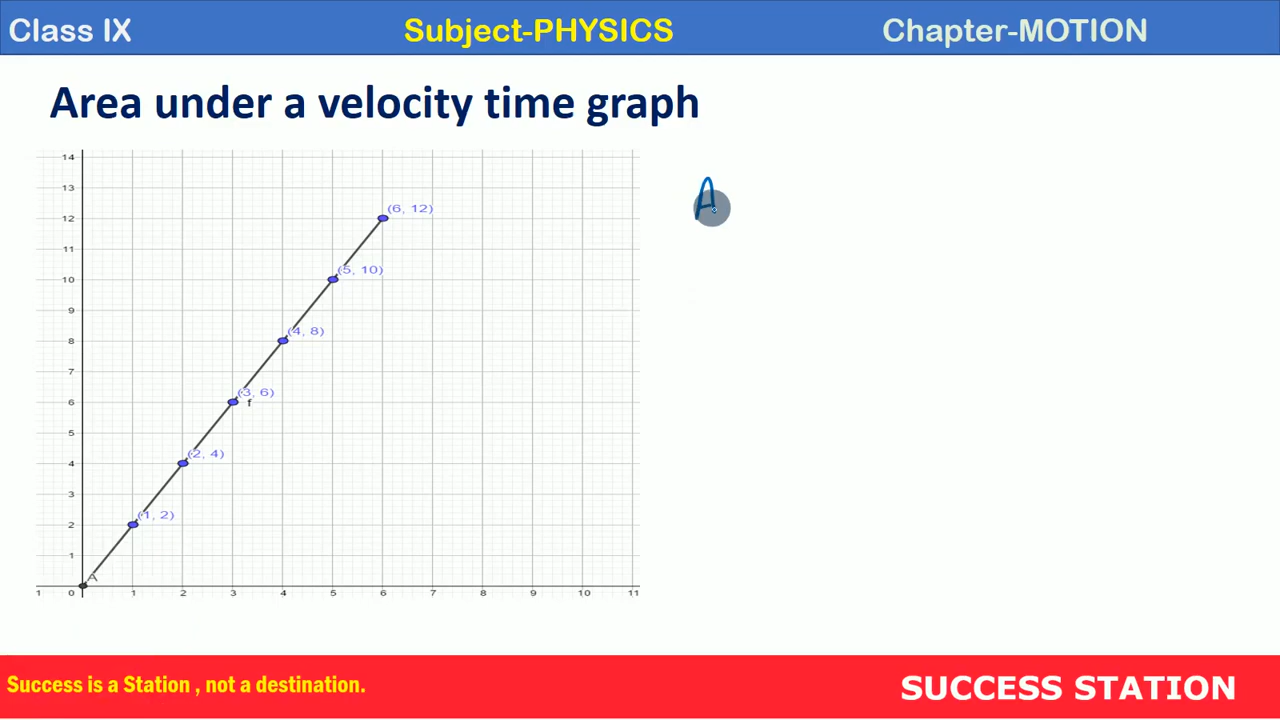 Class IX Subject-PHYSICS Chapter-MOTION
Area under a velocity time graph
A
14
13
(6, 12)
12
11
(5, 10)
10
9
(4, 8)
8
7
(3, 6)
6 f
5
(2, 4)
4
3
(1, 2)
2
1
A
1 0 1 2 3 4 5 6 7 8 9 10 11
Success is a Station , not a destination. SUCCESS STATION